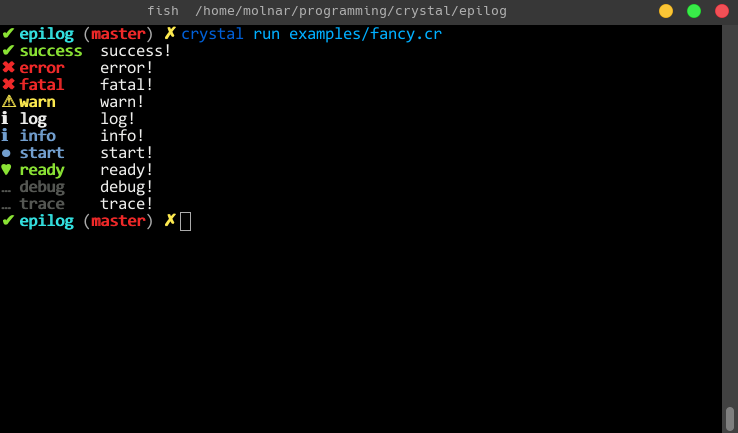 fish /home/molnar/programming/crystal/epilog
✔ epilog (master) ✗ crystal run examples/fancy.cr
✔ success success!
✖ error error!
✖ fatal fatal!
⚠ warn warn!
ℹ log log!
ℹ info info!
● start start!
♥ ready ready!
… debug debug!
… trace trace!
✔ epilog (master) ✗